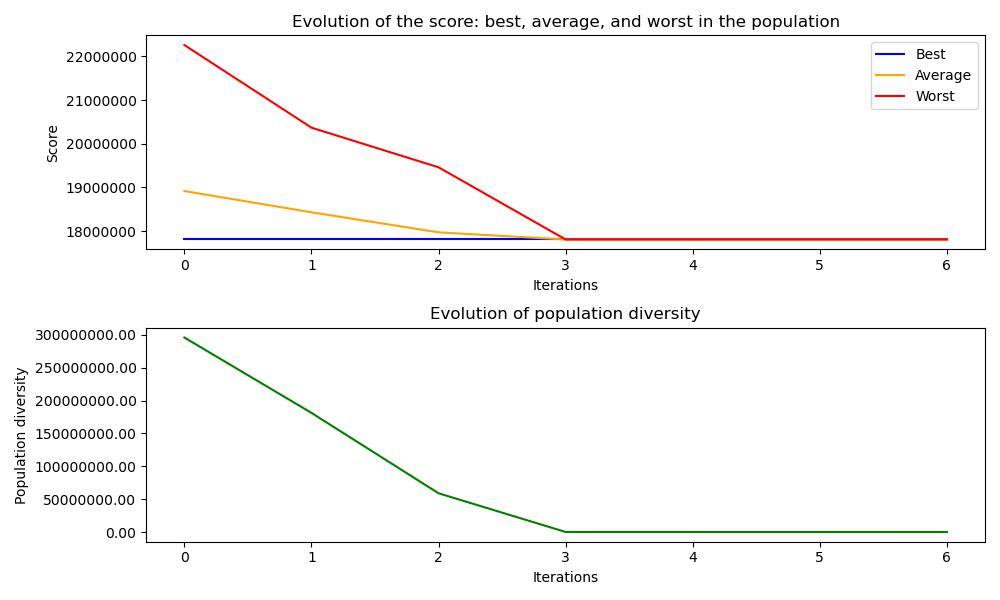 Evolution of the score: best, average, and worst in the population
22000000
21000000
20000000
19000000
18000000
Score
Best
Average
Worst
0 1 2 3 4 5 6
Iterations
Evolution of population diversity
300000000.00
250000000.00
200000000.00
150000000.00
100000000.00
50000000.00
0.00
Population diversity
0 1 2 3 4 5 6
Iterations